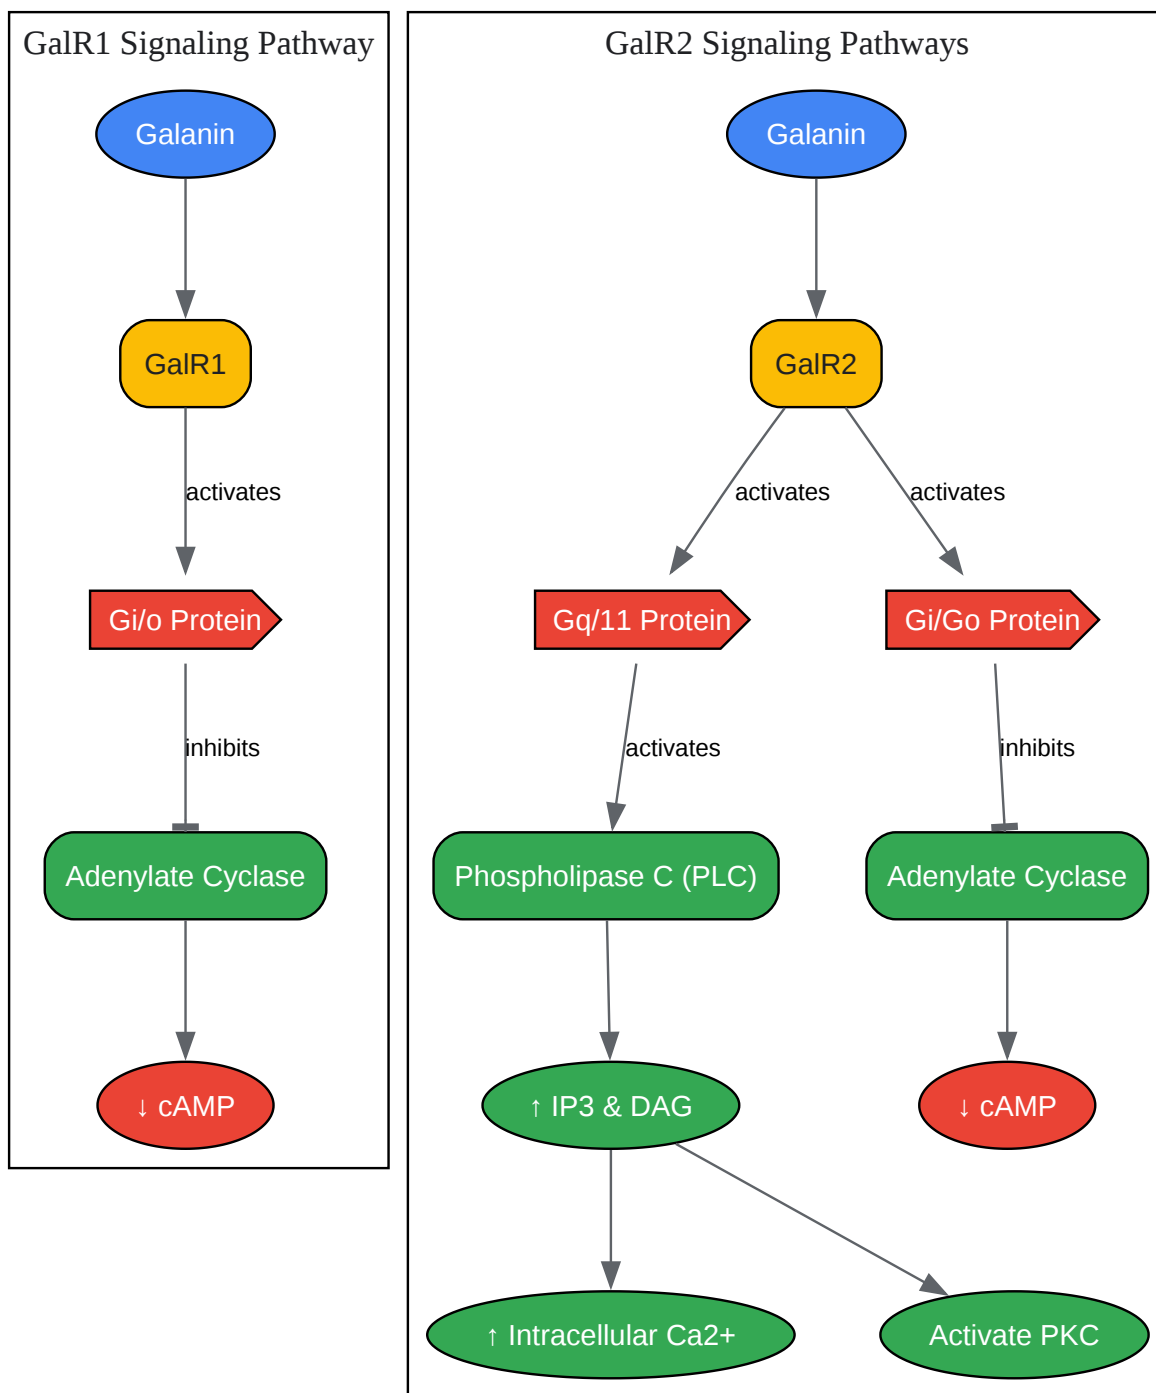 GalR1 Signaling Pathway
Galanin
GalR1
activates
Gi/o Protein
inhibits
Adenylate Cyclase
↓ cAMP
GalR2 Signaling Pathways
Galanin
GalR2
activates
activates
Gq/11 Protein
Gi/Go Protein
activates
inhibits
Phospholipase C (PLC)
Adenylate Cyclase
↑ IP3 & DAG
↓ cAMP
↑ Intracellular Ca2+
Activate PKC